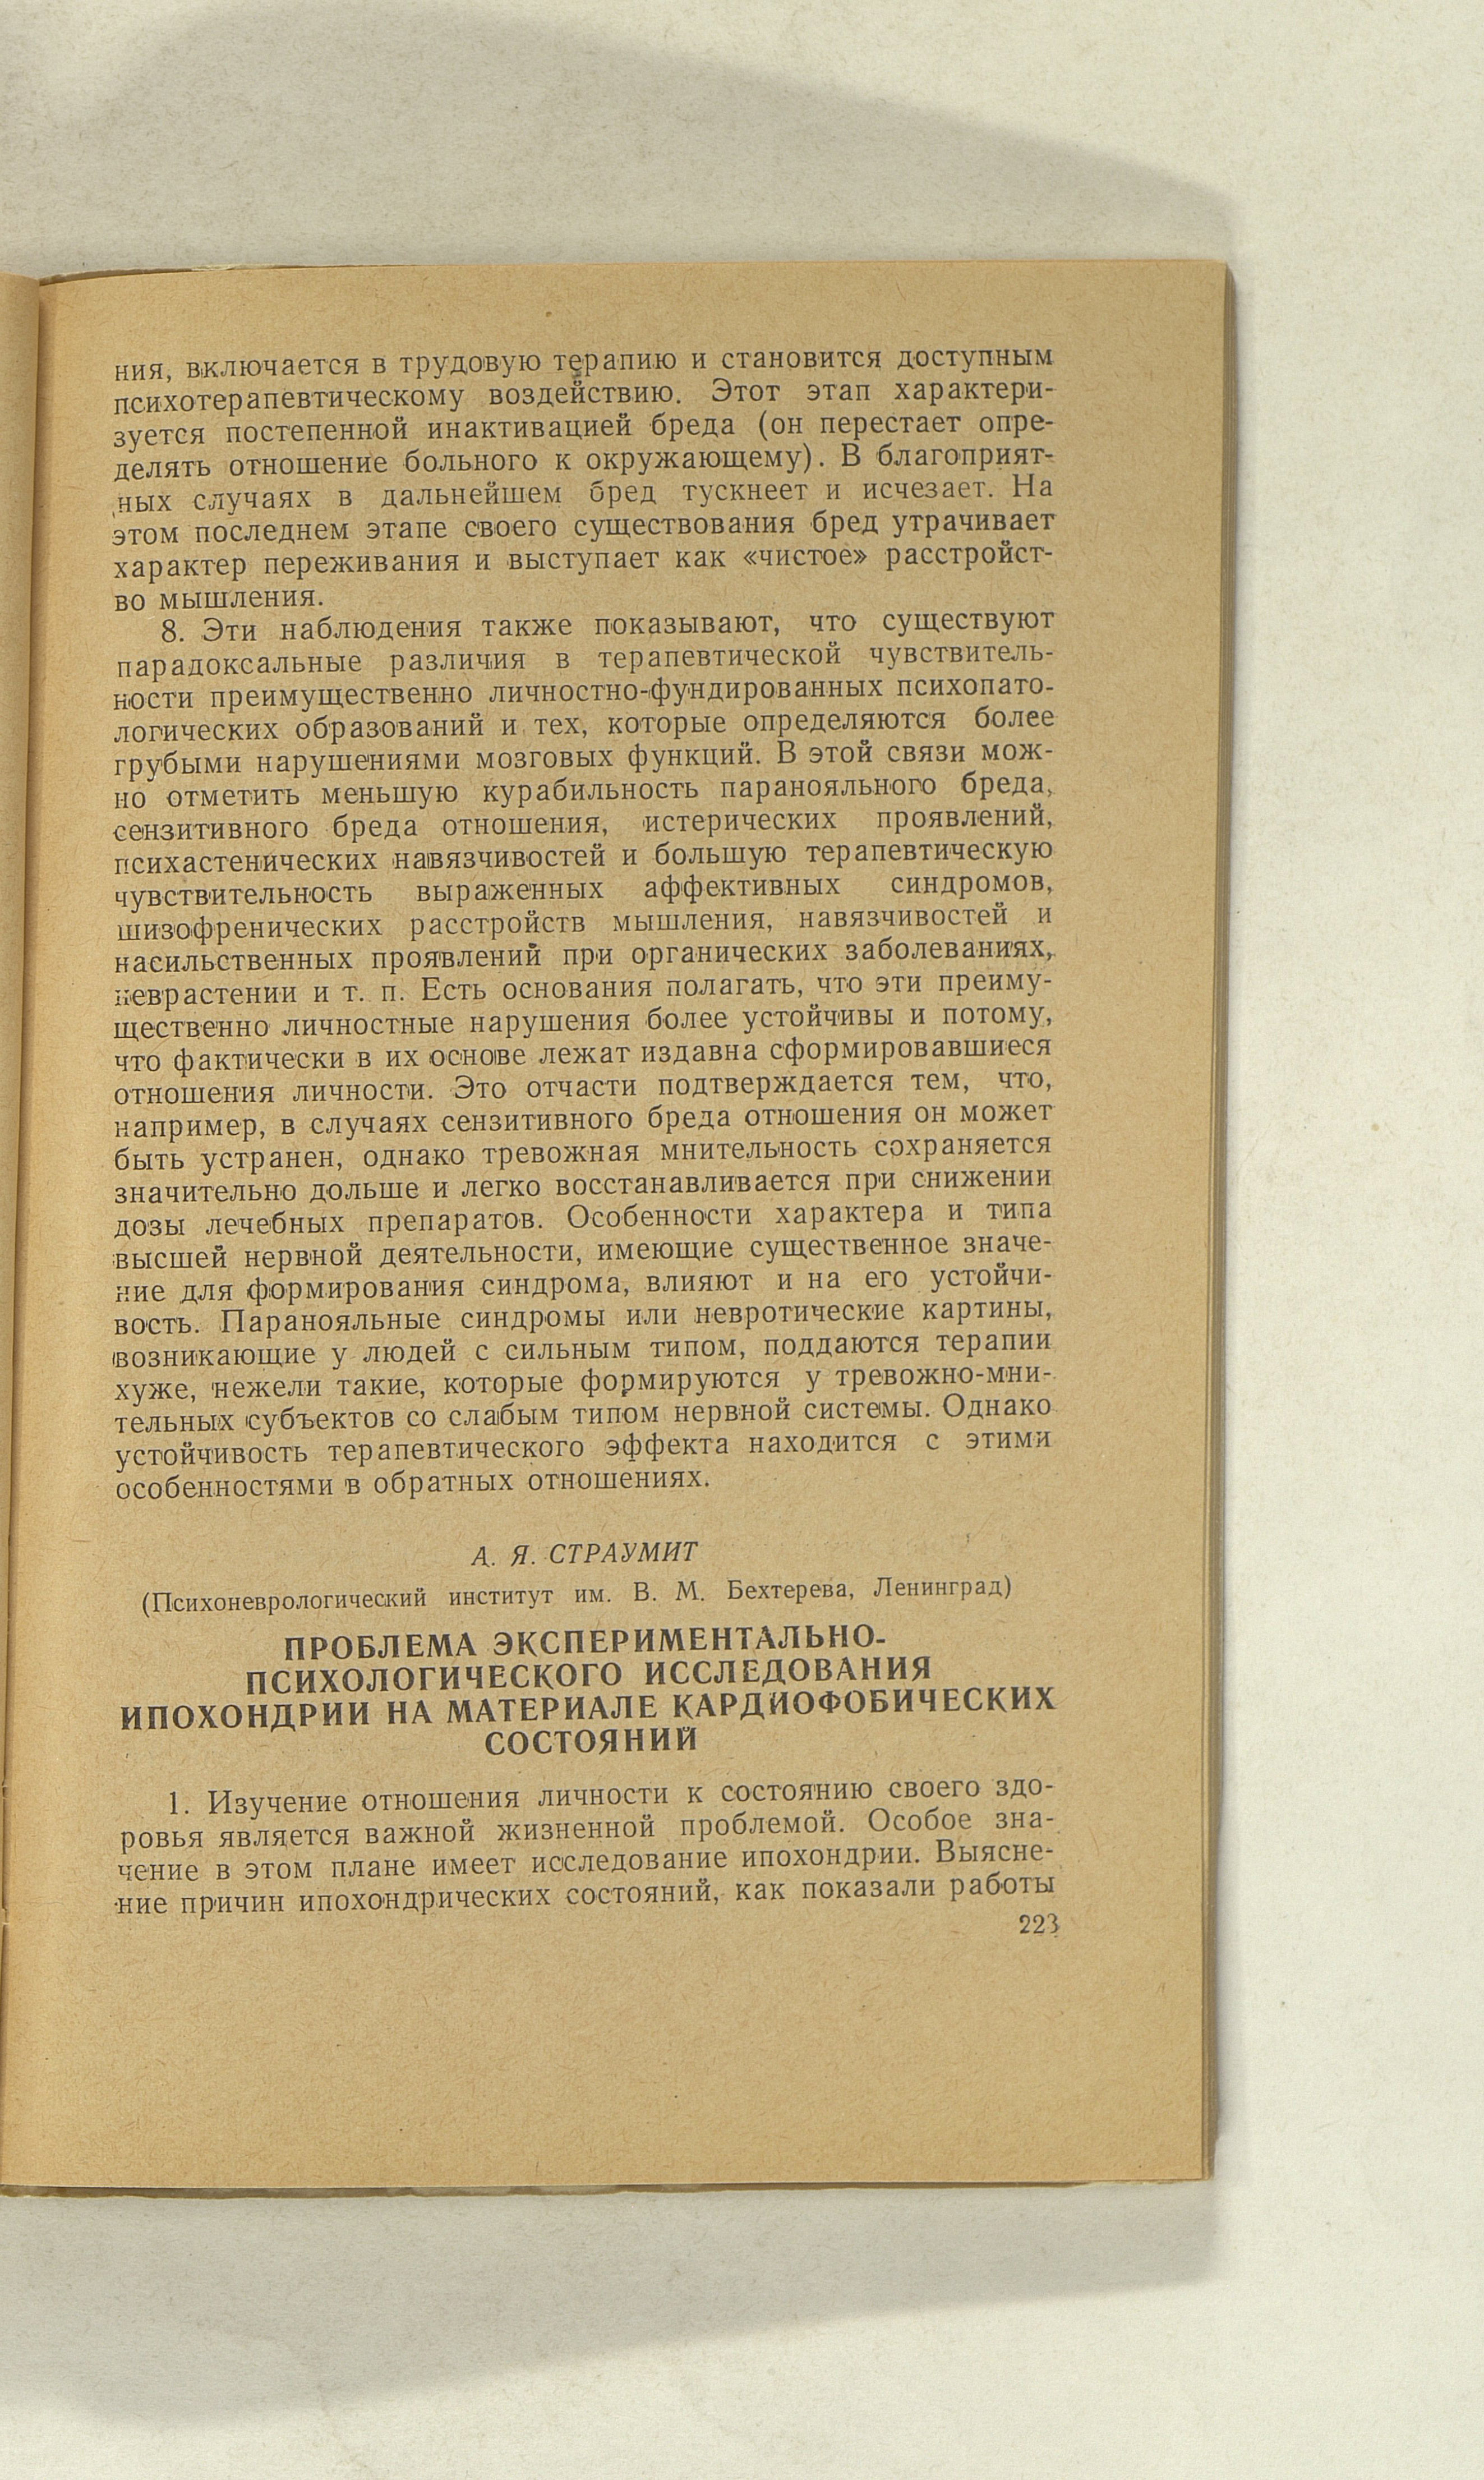 ния, включается в трудовую терапию и становится доступным
психотерапевтическому воздействию. Этот этап характери-
зуется постепенной инактивацией бреда (он перестает опре-
делять отношение больного к окружающему). В благоприят-
ных случаях в дальнейшем бред тускнеет и исчезает. На
этом последнем этапе своего существования бред утрачивает
характер переживания и выступает как «чистое» расстройст-
во мышления.
8. Эти наблюдения также показывают, что существуют
парадоксальные различия в терапевтической чувствитель-
ности преимущественно личностно-фундированных психопато-
логических образований и тех, которые определяются более
грубыми нарушениями мозговых функций. В этой связи мож-
но отметить меньшую курабильность паранояльного бреда,
сензитивного бреда отношения, истерических проявлений,
психастенических навязчивостей и большую терапевтическую
чувствительность выраженных аффективных синдромов,
шизофренических расстройств мышления, навязчивостей и
насильственных проявлений при органических заболеваниях,
неврастении и т. п. Есть основания полагать, что эти преиму-
щественно личностные нарушения более устойчивы и потому,
что фактически в их основе лежат издавна сформировавшиеся
отношения личности. Это отчасти подтверждается тем, что,
например, в случаях сензитивного бреда отношения он может
быть устранен, однако тревожная мнительность сохраняется
значительно дольше и легко восстанавливается при снижении
дозы лечебных препаратов. Особенности характера и типа
высшей нервной деятельности, имеющие существенное значе-
ние для формирования синдрома, влияют и на его устойчи-
вость. Паранояльные синдромы или невротические картины,
возникающие у людей с сильным типом, поддаются терапии
хуже, нежели такие, которые формируются у тревожно-мни-
тельных субъектов со слабым типом нервной системы. Однако
устойчивость терапевтического эффекта находится с этими
особенностями в обратных отношениях.
А. Я. СТРАУМИТ
(Психоневрологический институт им. В. М. Бехтерева, Ленинград)
ПРОБЛЕМА ЭКСПЕРИМЕНТАЛЬНО-
ПСИХОЛОГИЧЕСКОГО ИССЛЕДОВАНИЯ
ИПОХОНДРИИ НА МАТЕРИАЛЕ КАРДИОФОБИЧЕСКИХ
СОСТОЯНИЙ
1. Изучение отношения личности к состоянию своего здо-
ровья является важной жизненной проблемой. Особое зна-
чение в этом плане имеет исследование ипохондрии. Выясне-
ние причин ипохондрических состояний, как показали работы
223